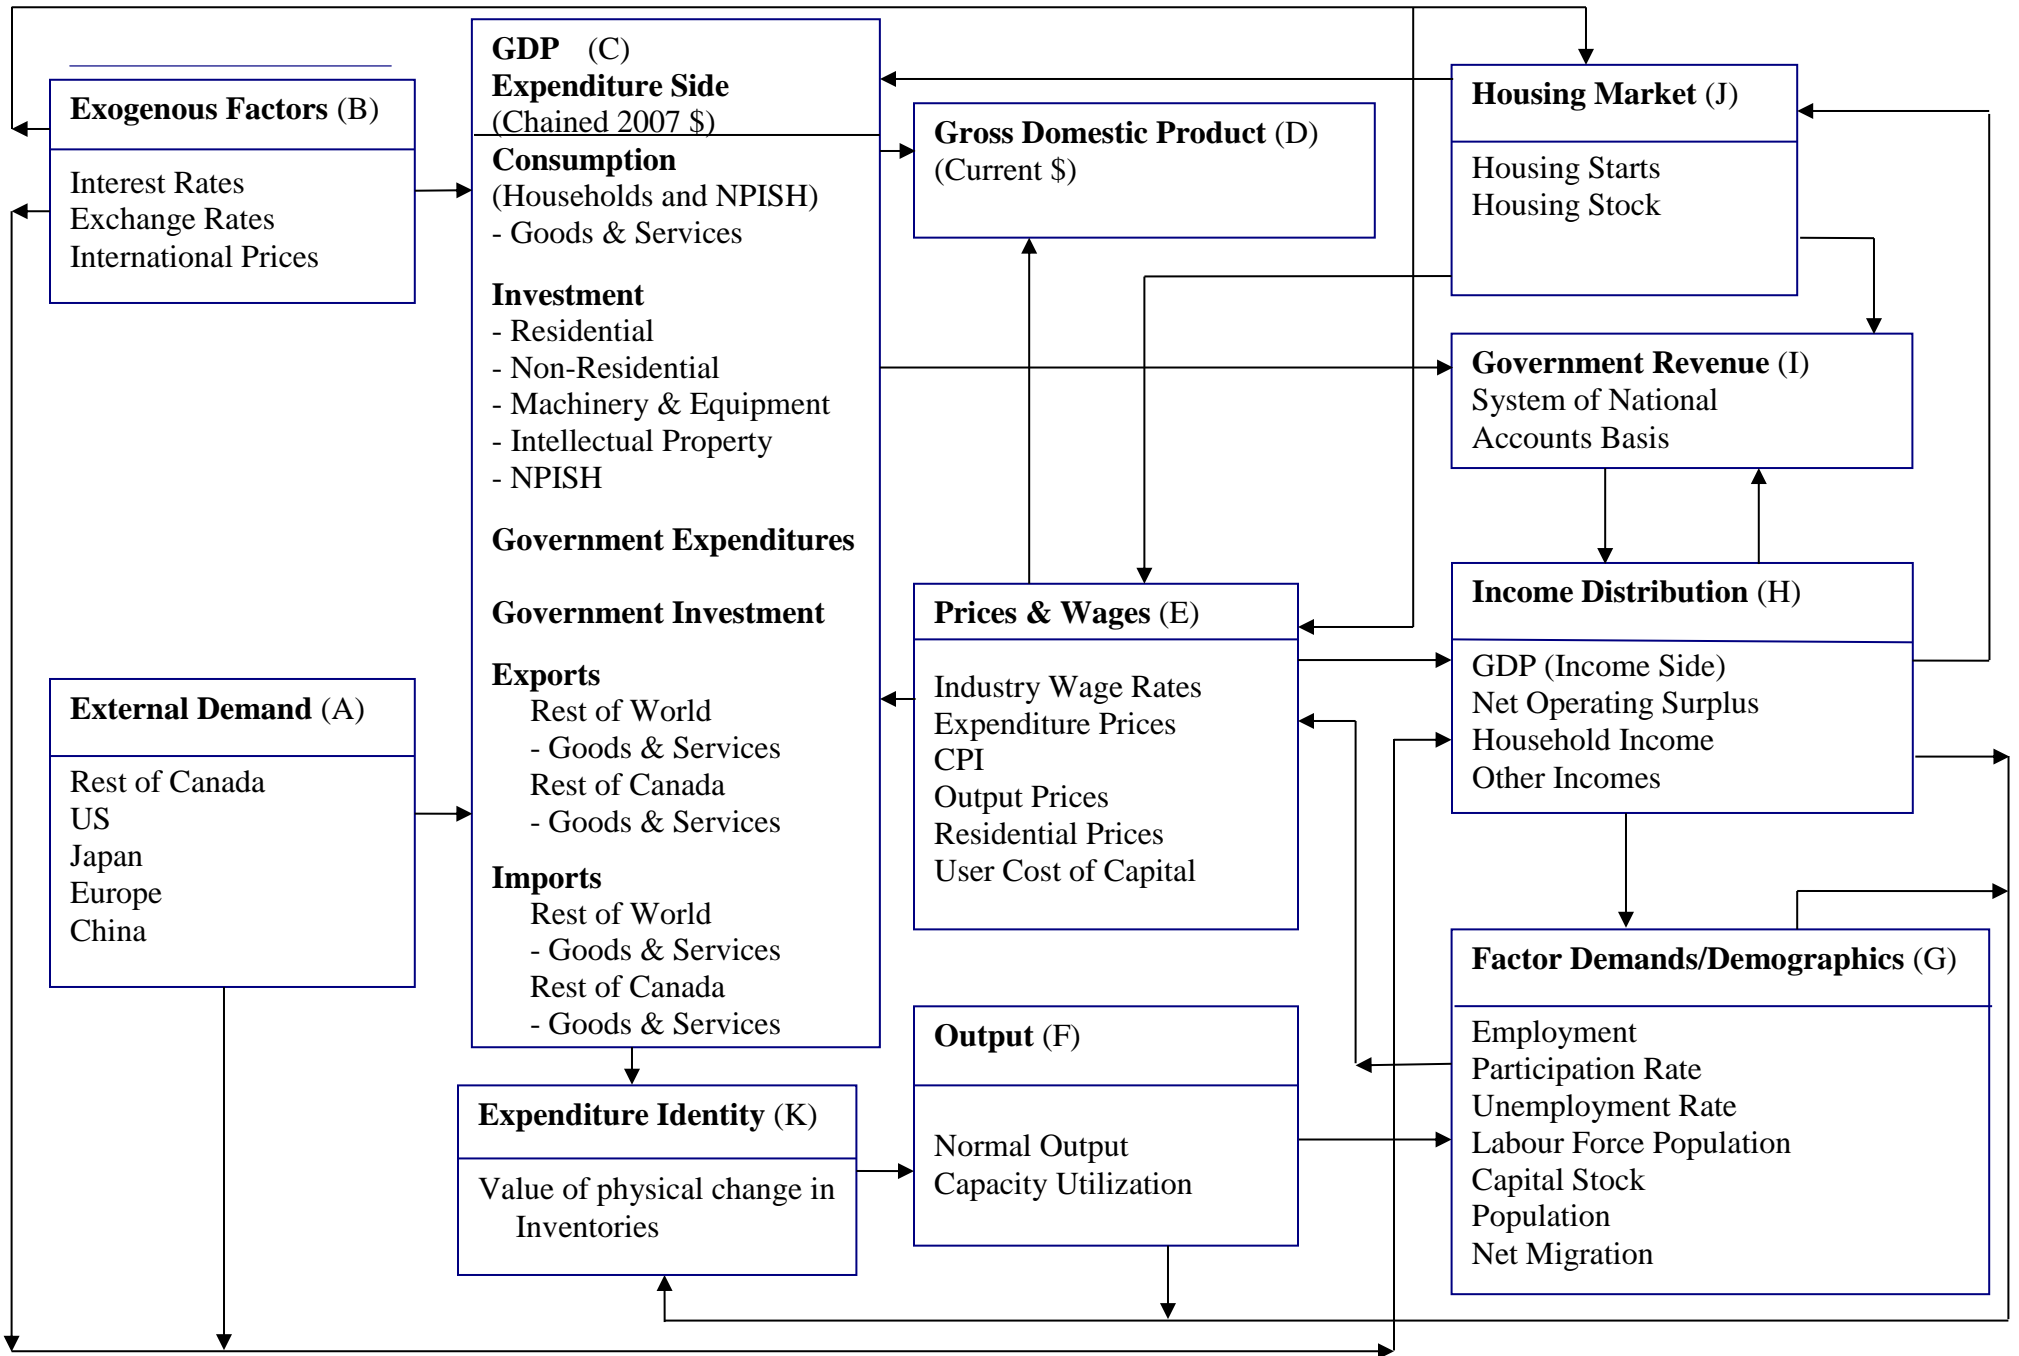 Exogenous Factors (B)
Interest Rates
Exchange Rates
International Prices
External Demand (A)
Rest of Canada
US
Japan
Europe
China
GDP (C)
Expenditure Side
(Chained 2007 $)
Consumption
(Households and NPISH)
- Goods & Services
Investment
- Residential
- Non-Residential
- Machinery & Equipment
- Intellectual Property
- NPISH
Government Expenditures
Government Investment
Exports
Rest of World
- Goods & Services
Rest of Canada
- Goods & Services
Imports
Rest of World
- Goods & Services
Rest of Canada
- Goods & Services
Expenditure Identity (K)
Value of physical change in
Inventories
Gross Domestic Product (D)
(Current $)
Prices & Wages (E)
Industry Wage Rates
Expenditure Prices
CPI
Output Prices
Residential Prices
User Cost of Capital
Output (F)
Normal Output
Capacity Utilization
Housing Market (J)
Housing Starts
Housing Stock
Government Revenue (I)
System of National
Accounts Basis
Income Distribution (H)
GDP (Income Side)
Net Operating Surplus
Household Income
Other Incomes
Factor Demands/Demographics (G)
Employment
Participation Rate
Unemployment Rate
Labour Force Population
Capital Stock
Population
Net Migration